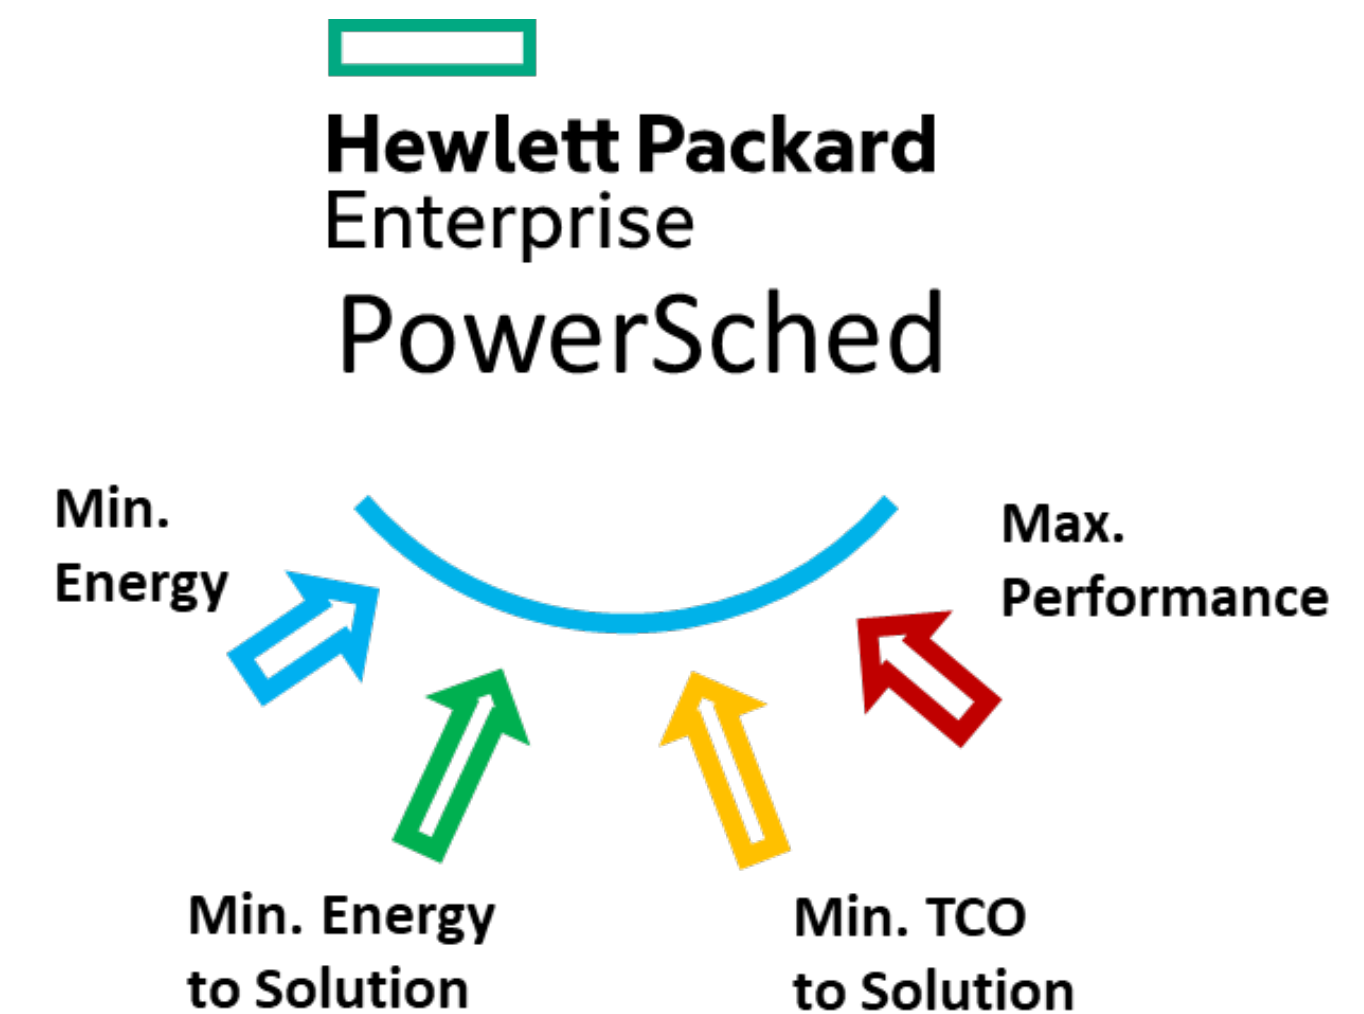 Hewlett Packard
Enterprise
PowerSched
Min.
Energy
Max.
Performance
Min. Energy
to Solution
Min. TCO
to Solution